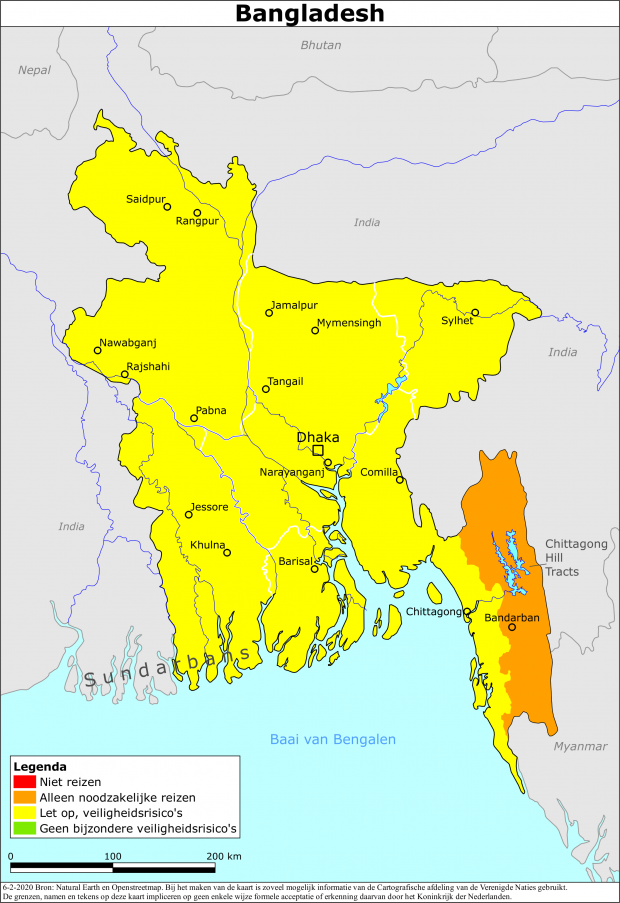 Bangladesh
Bhutan
Nepal
Saidpur
Rangpur
India
Jamalpur
Mymensingh
Sylhet
Nawabganj
India
Rajshahi
Tangail
Pabna
Dhaka
Narayanganj
Comilla
Jessore
India
Khulna
Chittagong
Hill
Tracts
Barisal
Chittagong
Bandarban
Sundarbans
Baai van Bengalen
Myanmar
Legenda
Niet reizen
Alleen noodzakelijke reizen
Let op, veiligheidsrisico's
Geen bijzondere veiligheidsrisico's
0 100 200 km
6-2-2020 Bron: Natural Earth en Openstreetmap. Bij het maken van de kaart is zoveel mogelijk informatie van de Cartografische afdeling van de Verenigde Naties gebruikt.
De grenzen, namen en tekens op deze kaart impliceren op geen enkele wijze formele acceptatie of erkenning daarvan door het Koninkrijk der Nederlanden.